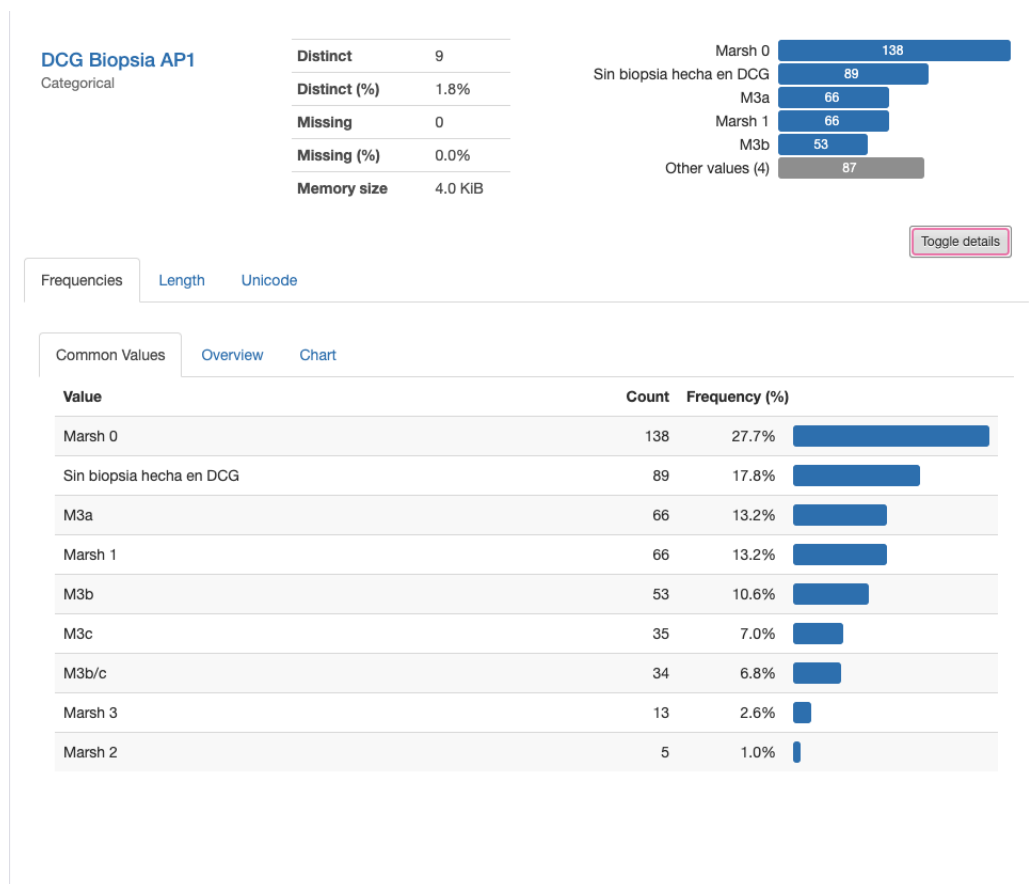 DCG Biopsia AP1
Categorical
Distinct 9
Distinct (%) 1.8%
Missing 0
Missing (%) 0.0%
Memory size 4.0 KiB
Marsh 0 138
Sin biopsia hecha en DCG 89
M3a 66
Marsh 1 66
M3b 53
Other values (4) 87
Toggle details
Frequencies Length Unicode
Common Values Overview Chart
Value Count Frequency (%)
Marsh 0 138 27.7%
Sin biopsia hecha en DCG 89 17.8%
M3a 66 13.2%
Marsh 1 66 13.2%
M3b 53 10.6%
M3c 35 7.0%
M3b/c 34 6.8%
Marsh 3 13 2.6%
Marsh 2 5 1.0%